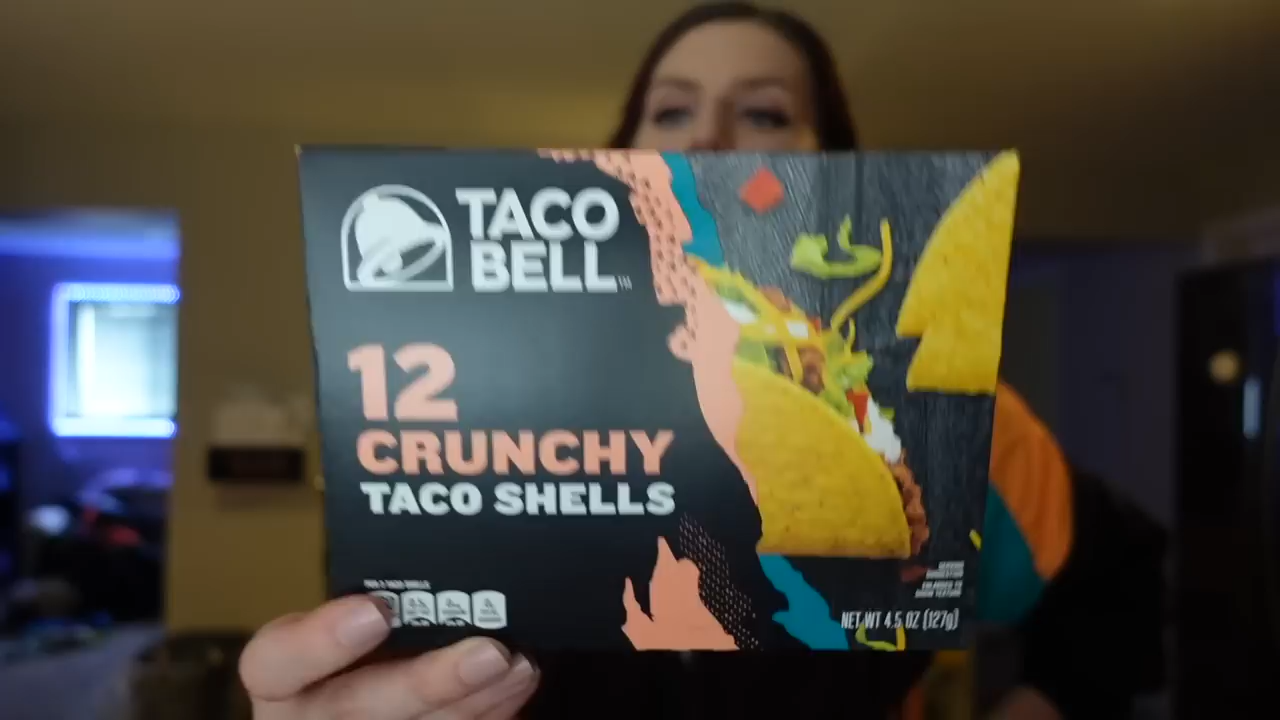 TACO
BELL
12
CRUNCHY
TACO SHELLS
NET WT 4.5 OZ (127g)